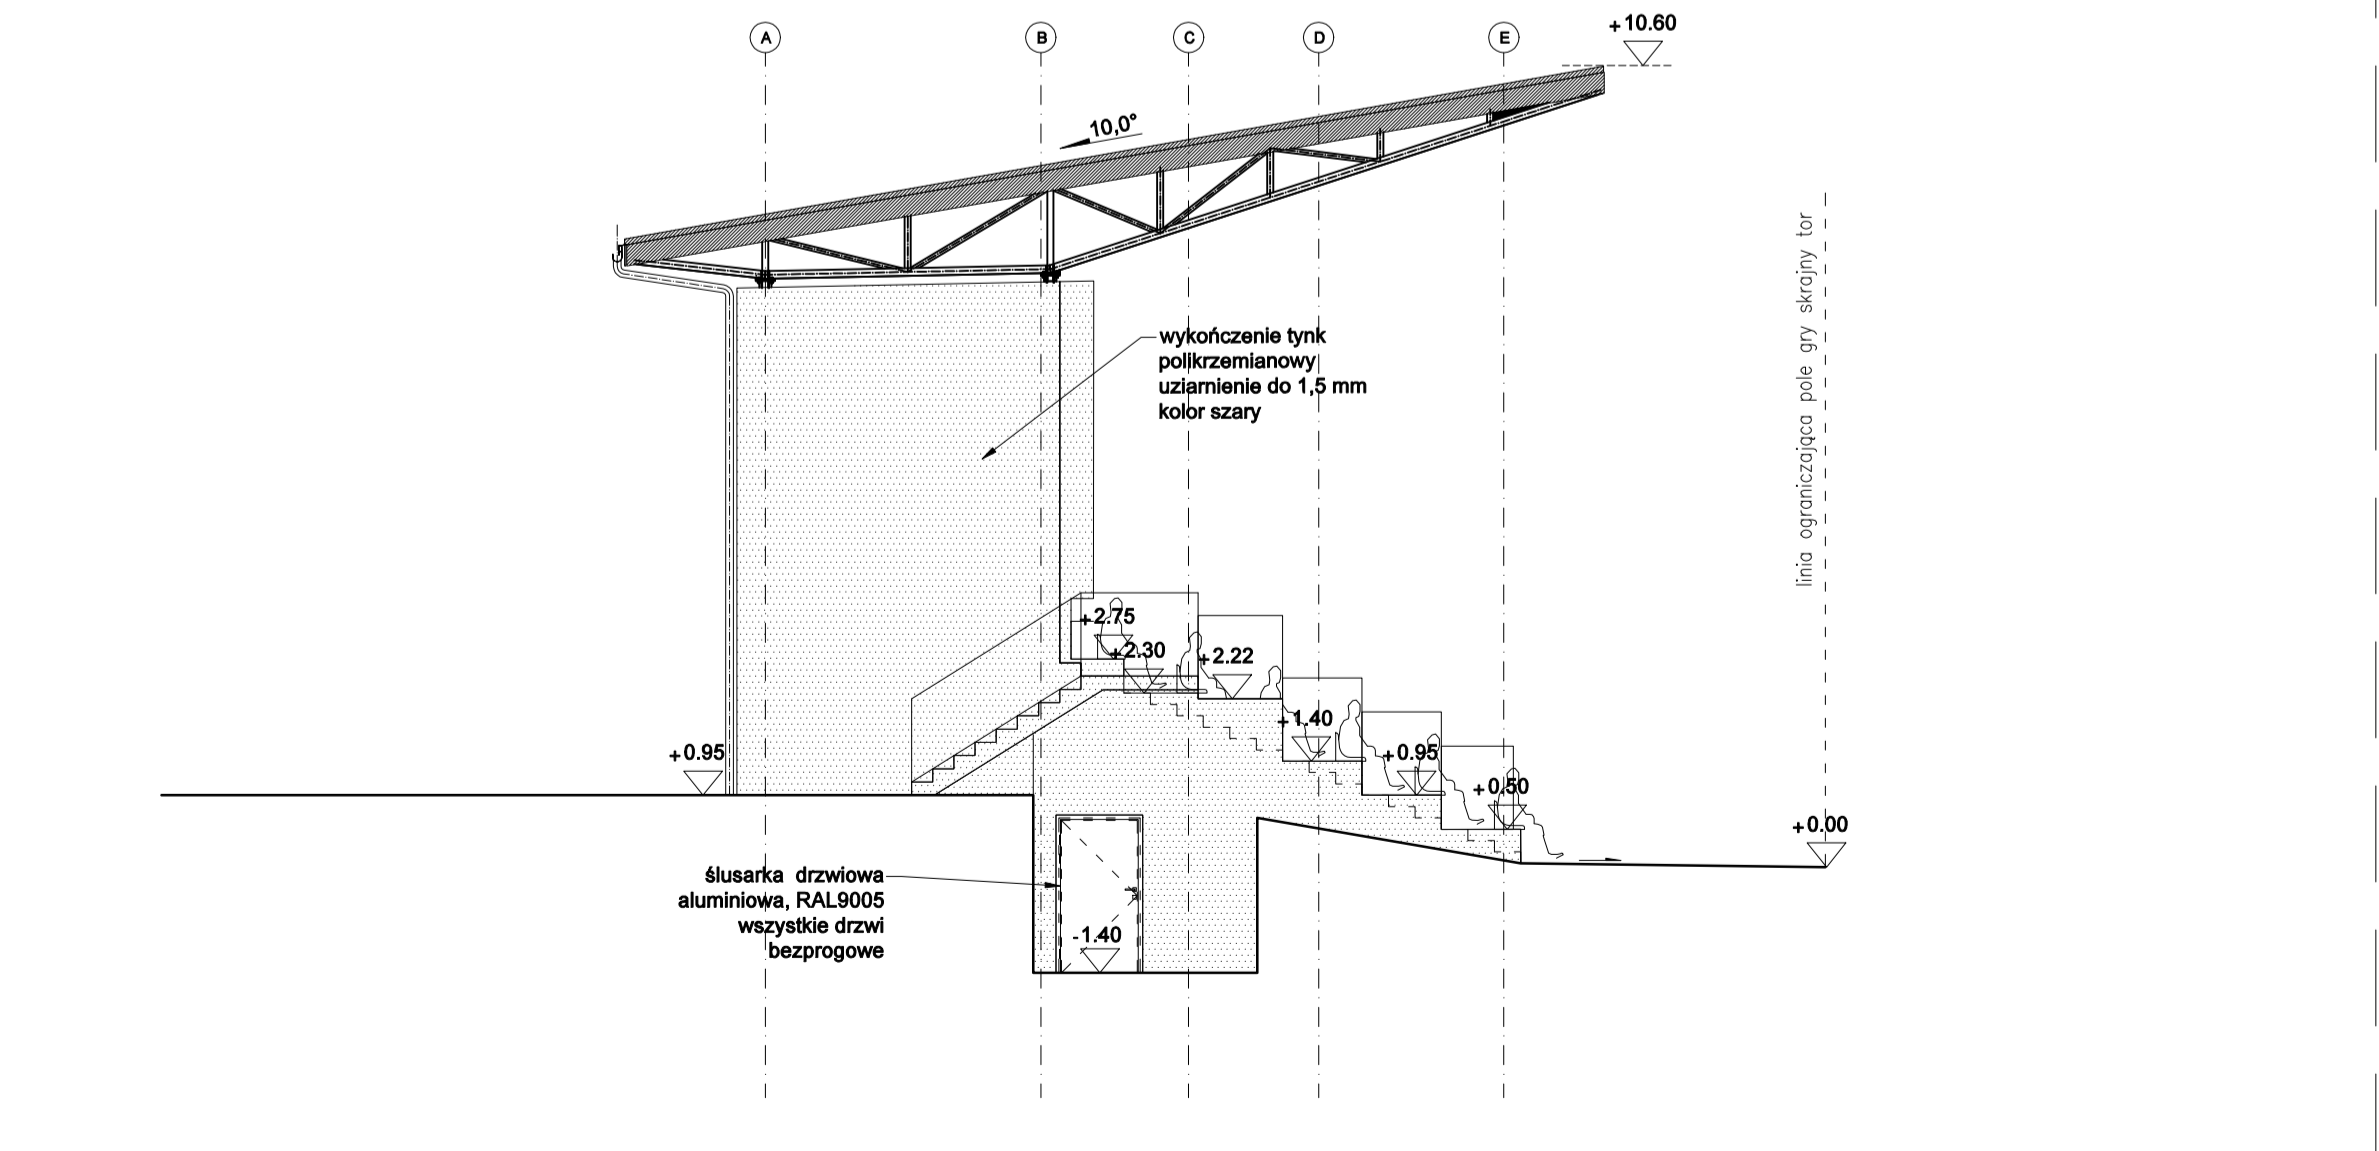 A
B
C
D
E
+10.60
10,0°
linia ograniczająca pole gry skrajny tor
wykończenie tynk
polikrzemianowy
uziarnienie do 1,5 mm
kolor szary
+2.75
+2.30
+2.22
+1.40
+0.95
+0.95
+0.50
+0.00
ślusarka drzwiowa
aluminiowa, RAL9005
wszystkie drzwi
bezprogowe
-1.40